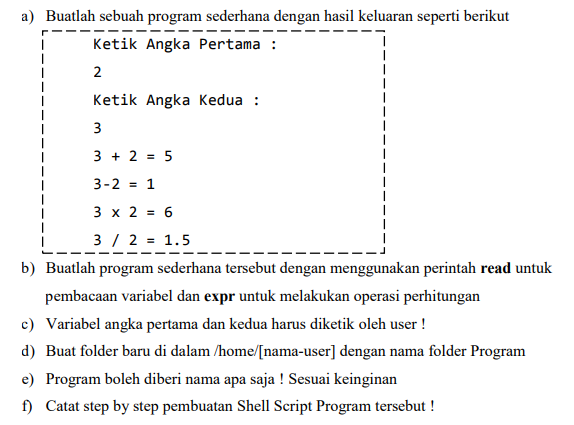 a) Buatlah sebuah program sederhana dengan hasil keluaran seperti berikut
Ketik Angka Pertama :
2
Ketik Angka Kedua :
3
3 + 2 = 5
3-2 = 1
3 x 2 = 6
3 / 2 = 1.5
b) Buatlah program sederhana tersebut dengan menggunakan perintah read untuk
pembacaan variabel dan expr untuk melakukan operasi perhitungan
c) Variabel angka pertama dan kedua harus diketik oleh user !
d) Buat folder baru di dalam /home/[nama-user] dengan nama folder Program
e) Program boleh diberi nama apa saja ! Sesuai keinginan
f) Catat step by step pembuatan Shell Script Program tersebut !